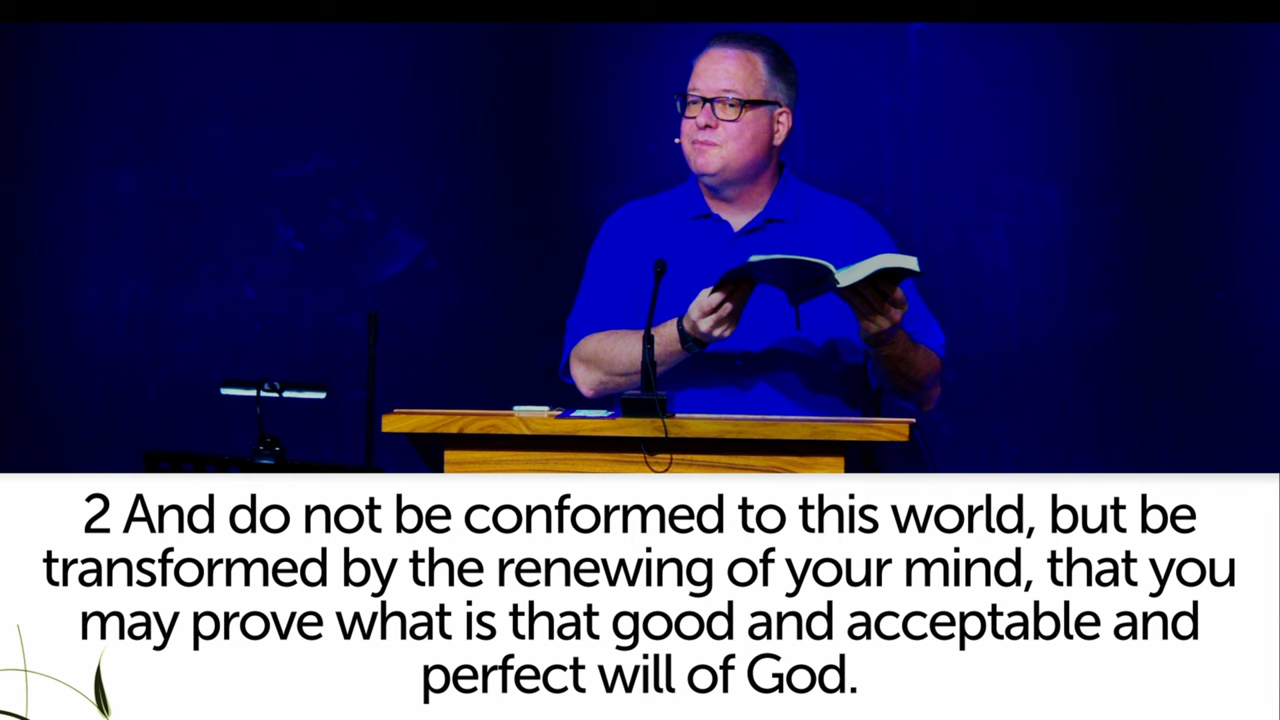 2 And do not be conformed to this world, but be
transformed by the renewing of your mind, that you
may prove what is that good and acceptable and
perfect will of God.